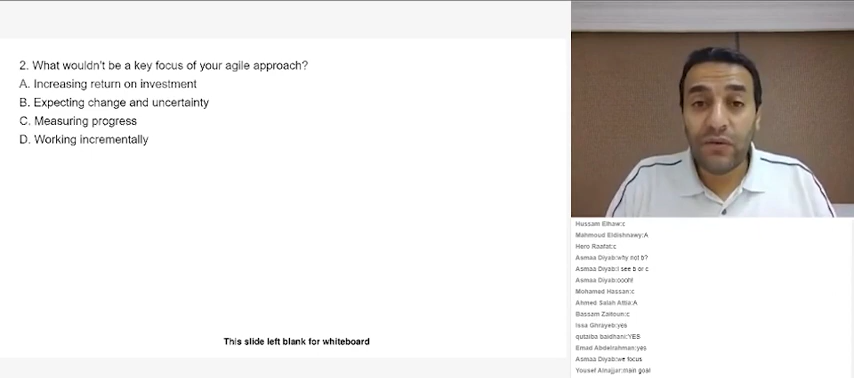 2. What wouldn't be a key focus of your agile approach?
A. Increasing return on investment
B. Expecting change and uncertainty
C. Measuring progress
D. Working incrementally
This slide left blank for whiteboard
Hussam Elhaw:c
Mahmoud Eldishnawy:A
Hero Raafat:c
Asmaa Diyab:why not b?
Asmaa Diyab:i see b or c
Asmaa Diyab:oooh!
Mohamed Hassan:c
Ahmed Salah Attia:A
Bassam Zaitoun:c
Issa Ghrayeb:yes
qutaiba baidhani:YES
Emad Abdelrahman:yes
Asmaa Diyab:we focus
Yousef Alnajjar:main goal